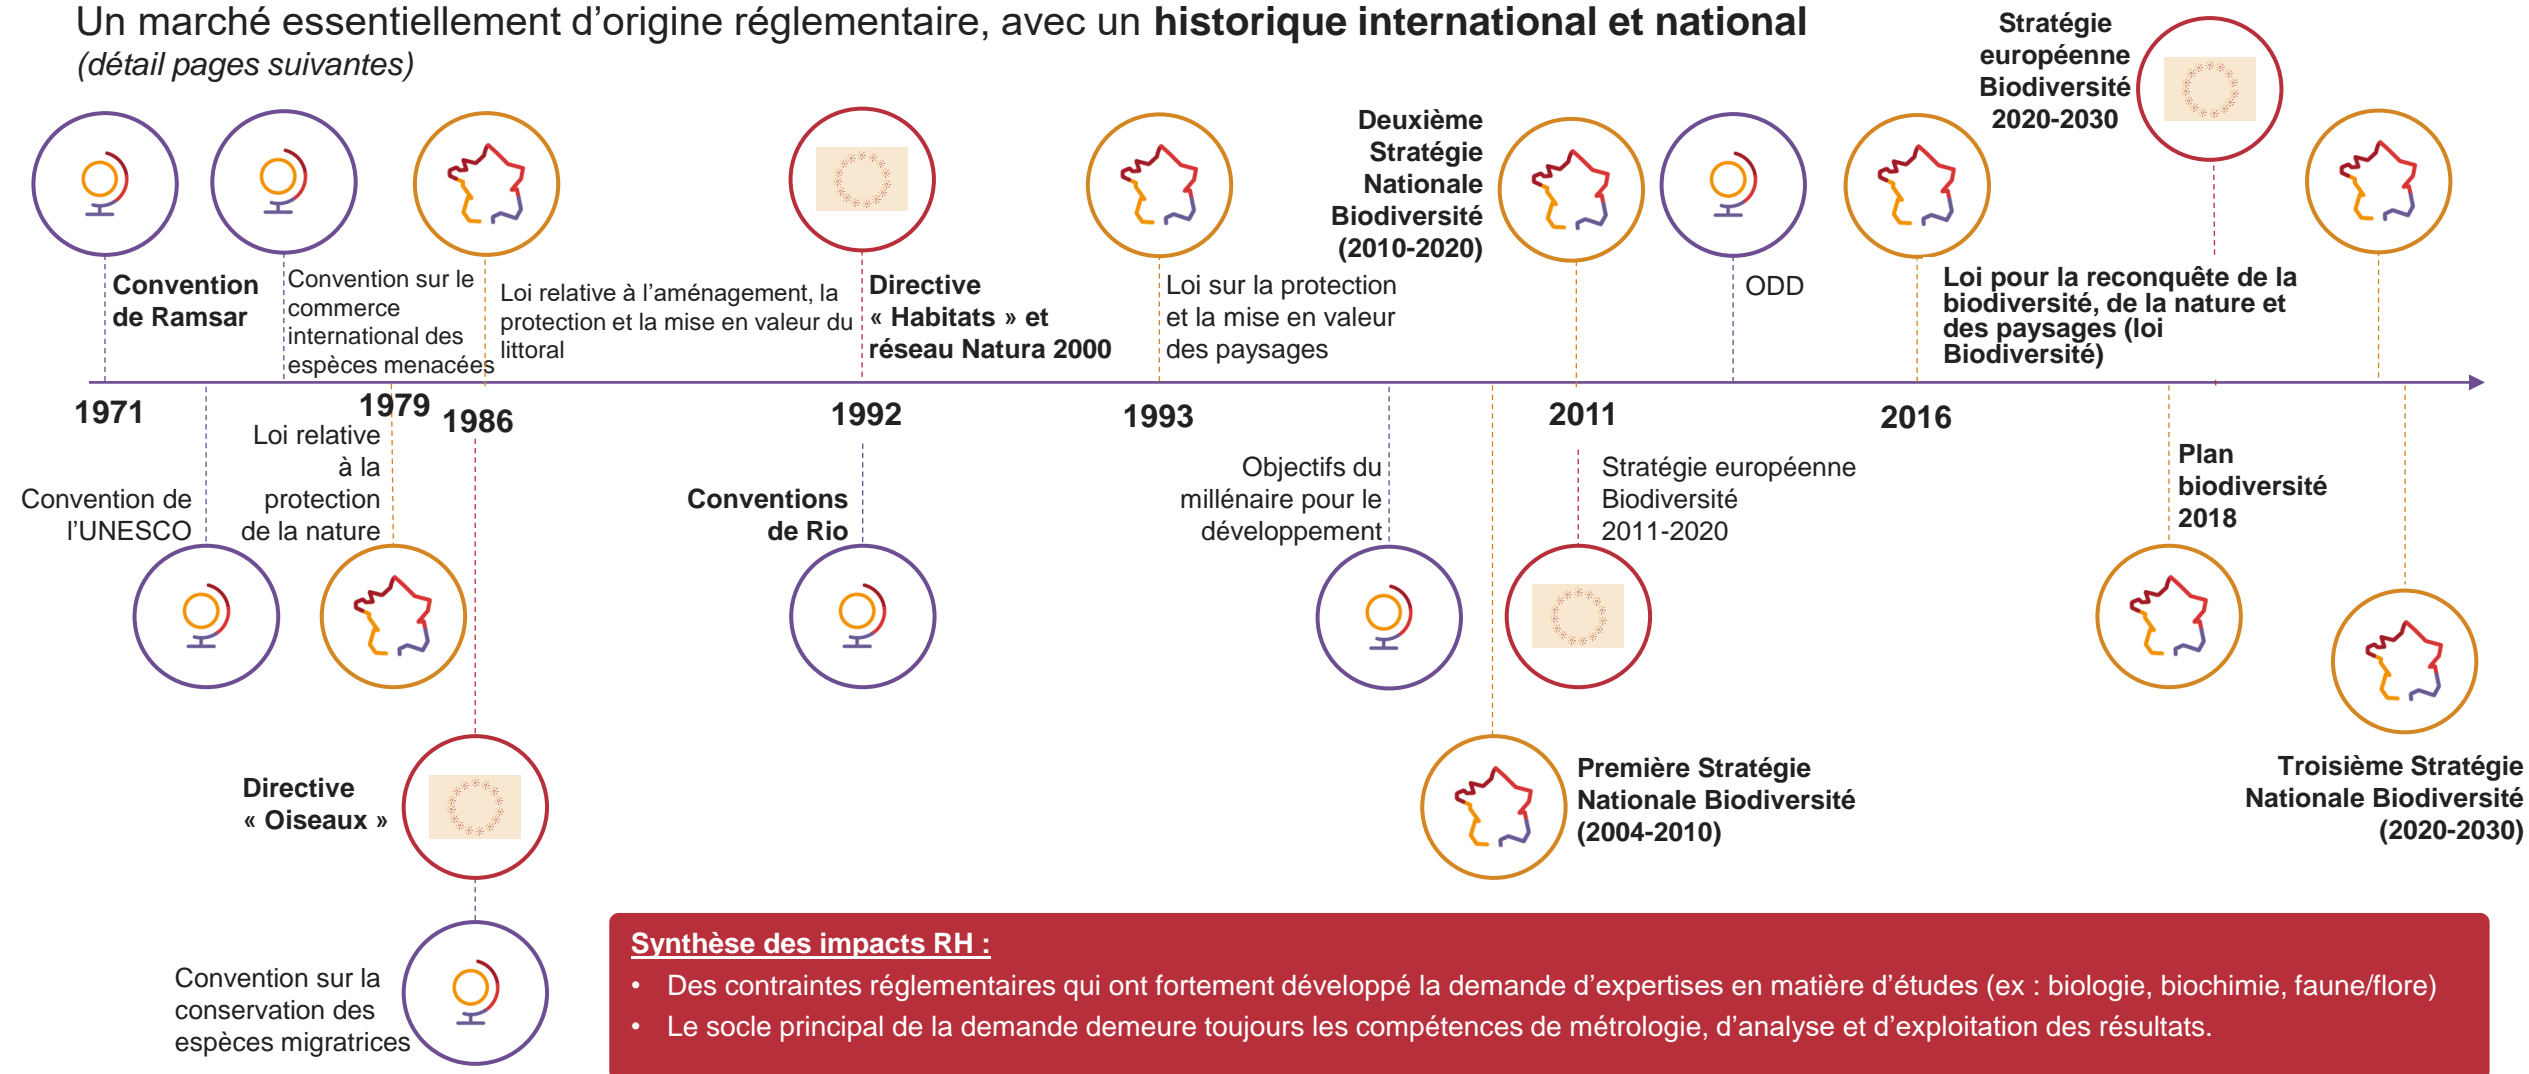 Un marché essentiellement d'origine réglementaire, avec un historique international et national
(détail pages suivantes)
Stratégie
européenne
Biodiversité
2020-2030
Deuxième
Stratégie
Nationale
Biodiversité
(2010-2020)
Convention
de Ramsar
Convention sur le
commerce
international des
espèces menacées
Loi relative à l'aménagement, la
protection et la mise en valeur du
littoral
Directive
« Habitats » et
réseau Natura 2000
Loi sur la protection
et la mise en valeur
des paysages
ODD
Loi pour la reconquête de la
biodiversité, de la nature et
des paysages (loi
Biodiversité)
1971
1979
1986
1992
1993
2011
2016
Convention de
l'UNESCO
Loi relative
à la
protection
de la nature
Conventions
de Rio
Objectifs du
millénaire pour le
développement
Stratégie européenne
Biodiversité
2011-2020
Plan
biodiversité
2018
Directive
« Oiseaux »
Première Stratégie
Nationale Biodiversité
(2004-2010)
Troisième Stratégie
Nationale Biodiversité
(2020-2030)
Convention sur la
conservation des
espèces migratrices
Synthèse des impacts RH :
• Des contraintes réglementaires qui ont fortement développé la demande d'expertises en matière d'études (ex : biologie, biochimie, faune/flore)
• Le socle principal de la demande demeure toujours les compétences de métrologie, d'analyse et d'exploitation des résultats.